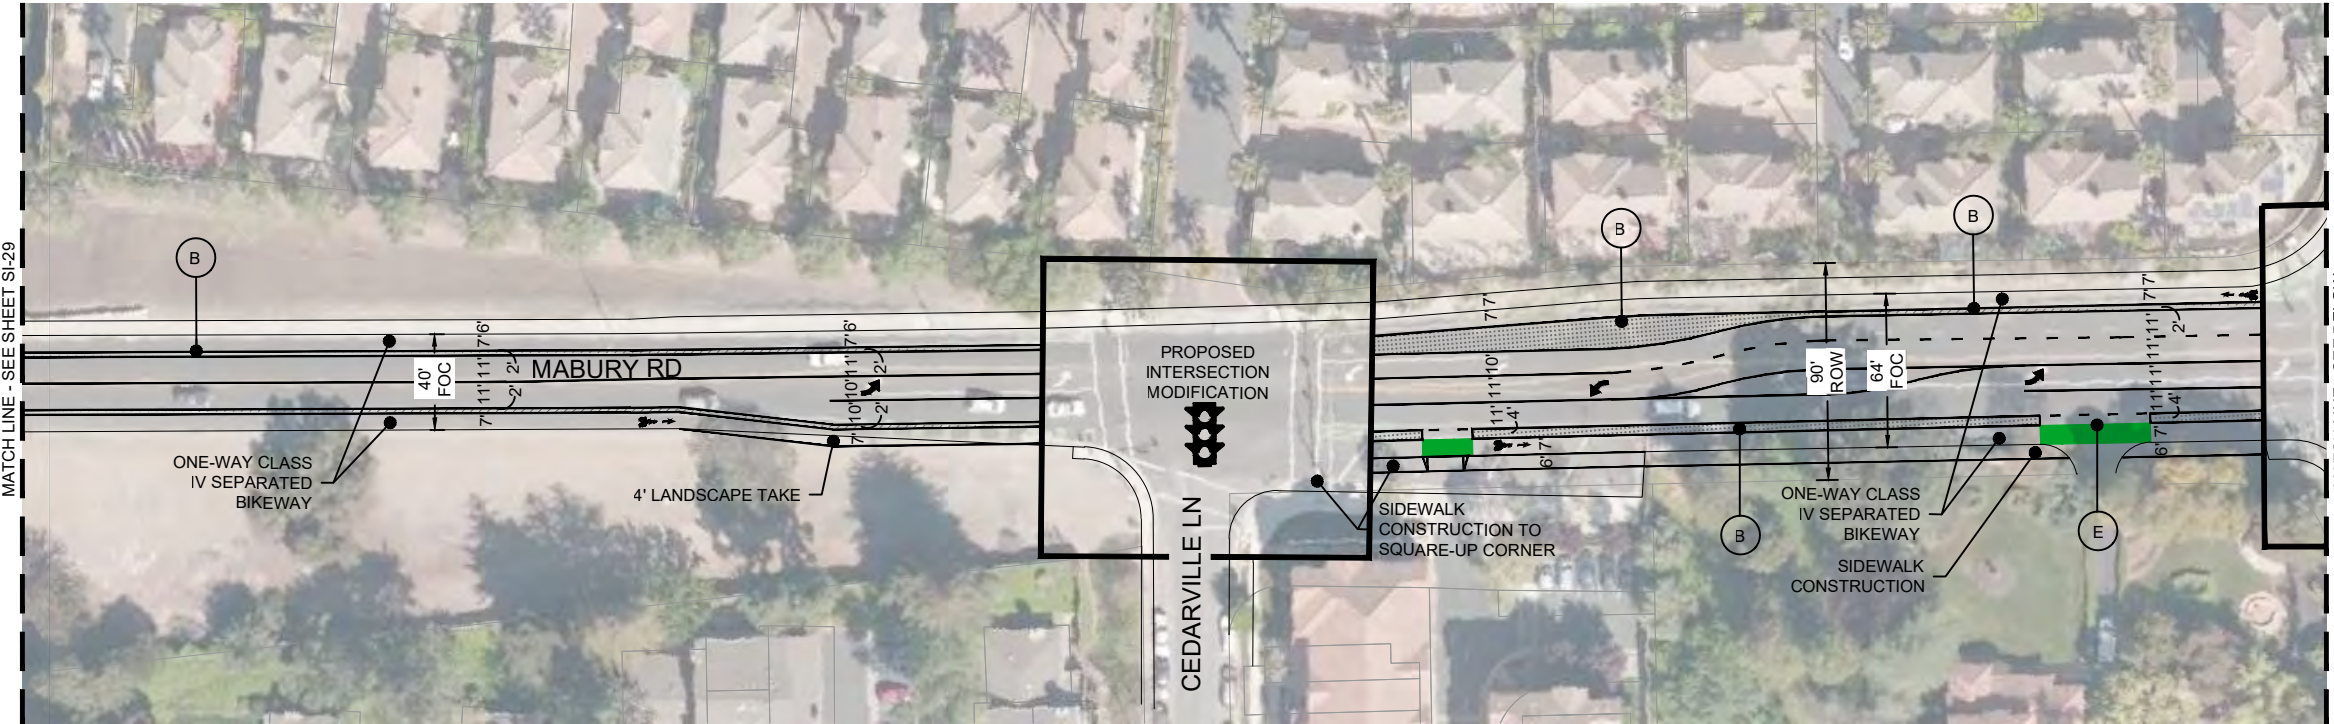 MATCH LINE - SEE SHEET SI-29
B
7'6'
40'
FOC
11' 11'
2'
7'
2'
MABURY RD
7'6'
10'10'11'
2'
7'
2'
ONE-WAY CLASS
IV SEPARATED
BIKEWAY
4' LANDSCAPE TAKE
PROPOSED
INTERSECTION
MODIFICATION
CEDARVILLE LN
SIDEWALK
CONSTRUCTION TO
SQUARE-UP CORNER
B
B
7'7'
11' 11'10'
4'
6' 7'
90'
ROW
64'
FOC
7'7'
2'
11'11'11'11'
4'
6' 7'
B
ONE-WAY CLASS
IV SEPARATED
BIKEWAY
SIDEWALK
CONSTRUCTION
E